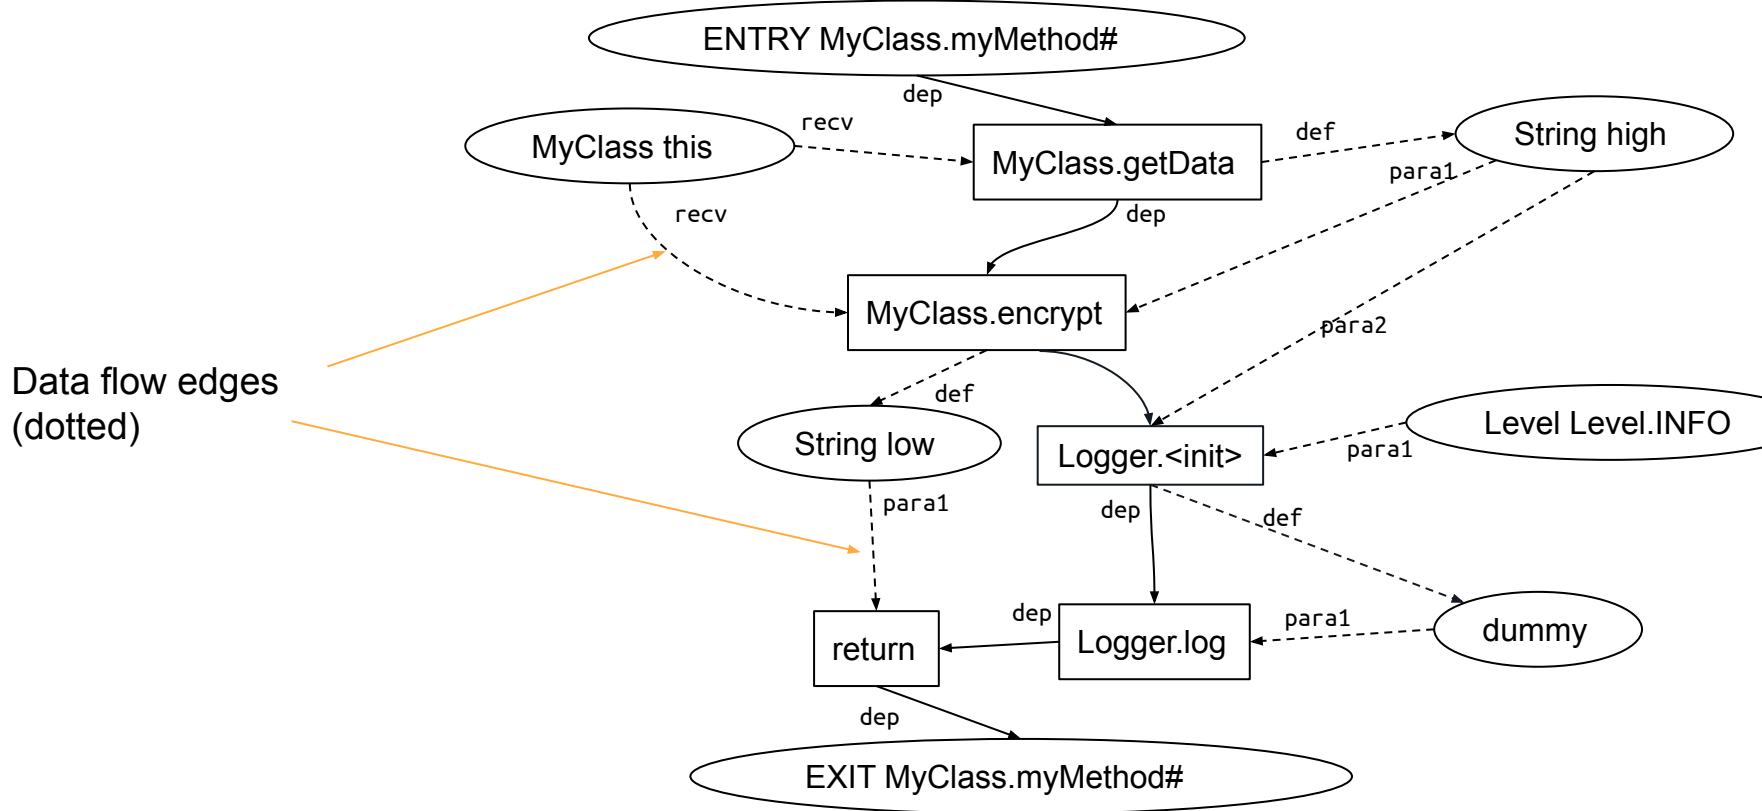 ENTRY MyClass.myMethod#
dep
MyClass this
recv
MyClass.getData
def
String high
recv
dep
para1
MyClass.encrypt
para2
Data flow edges
(dotted)
def
String low
Logger.<init>
para1
Level Level.INFO
para1
dep
def
return
dep
Logger.log
para1
dummy
dep
EXIT MyClass.myMethod#